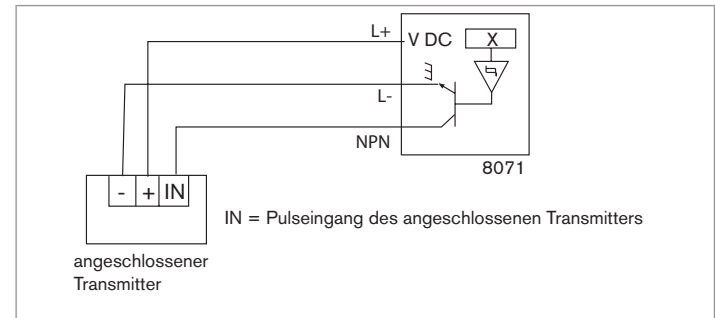 L+
V DC
X
L-
NPN
8071
- + IN
IN = Pulseingang des angeschlossenen Transmitters
angeschlossener
Transmitter